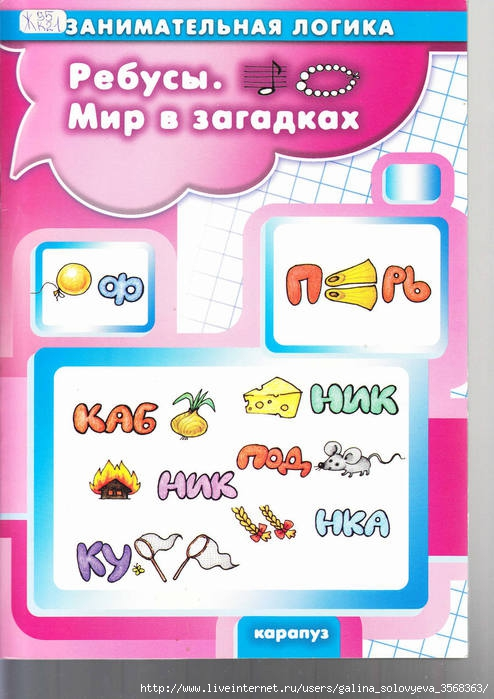 ЗАНИМАТЕЛЬНАЯ ЛОГИКА
Ребусы.
Мир в загадках
ф
П РЬ
КАБ
НИК
ПОД
НИК
НКА
КУ
карапуз
http://www.liveinternet.ru/users/galina_solovyeva_3568363/